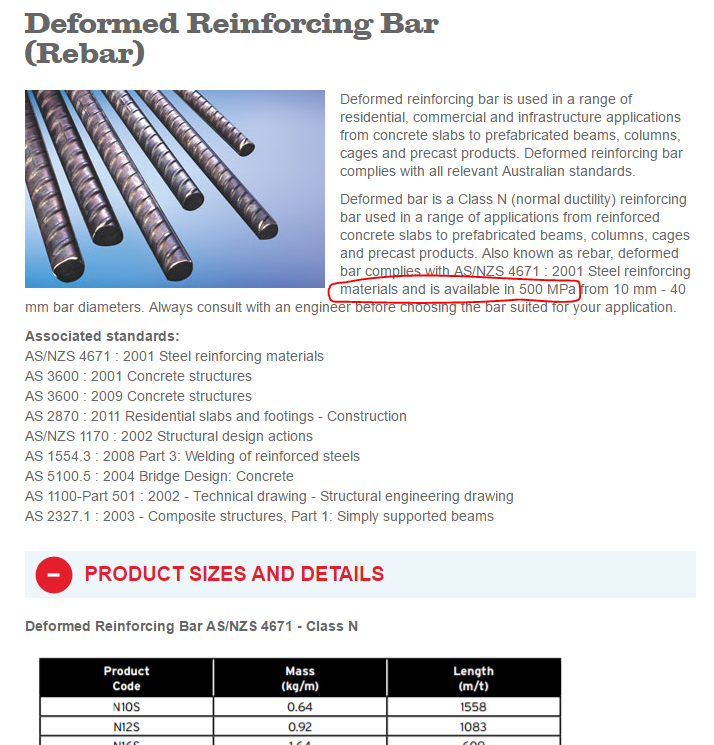 Deformed Reinforcing Bar
(Rebar)
Deformed reinforcing bar is used in a range of
residential, commercial and infrastructure applications
from concrete slabs to prefabricated beams, columns,
cages and precast products. Deformed reinforcing bar
complies with all relevant Australian standards.
Deformed bar is a Class N (normal ductility) reinforcing
bar used in a range of applications from reinforced
concrete slabs to prefabricated beams, columns, cages
and precast products. Also known as rebar, deformed
bar complies with AS/NZS 4671 : 2001 Steel reinforcing
materials and is available in 500 MPa from 10 mm - 40
mm bar diameters. Always consult with an engineer before choosing the bar suited for your application.
Associated standards:
AS/NZS 4671 : 2001 Steel reinforcing materials
AS 3600 : 2001 Concrete structures
AS 3600 : 2009 Concrete structures
AS 2870 : 2011 Residential slabs and footings - Construction
AS/NZS 1170 : 2002 Structural design actions
AS 1554.3 : 2008 Part 3: Welding of reinforced steels
AS 5100.5 : 2004 Bridge Design: Concrete
AS 1100-Part 501 : 2002 - Technical drawing - Structural engineering drawing
AS 2327.1 : 2003 - Composite structures, Part 1: Simply supported beams
PRODUCT SIZES AND DETAILS
Deformed Reinforcing Bar AS/NZS 4671 - Class N
Product Mass Length
Code (kg/m) (m/t)
N10S 0.64 1558
N12S 0.92 1083